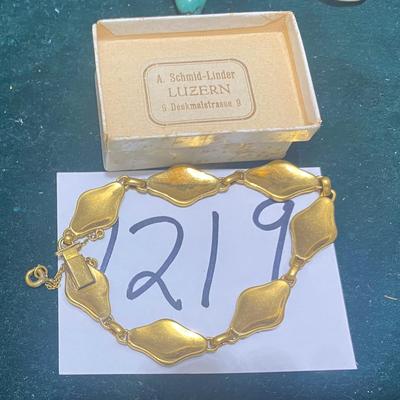 A. Schmid-Linder
LUZERN
9 Denkmalstrasse 9
1219